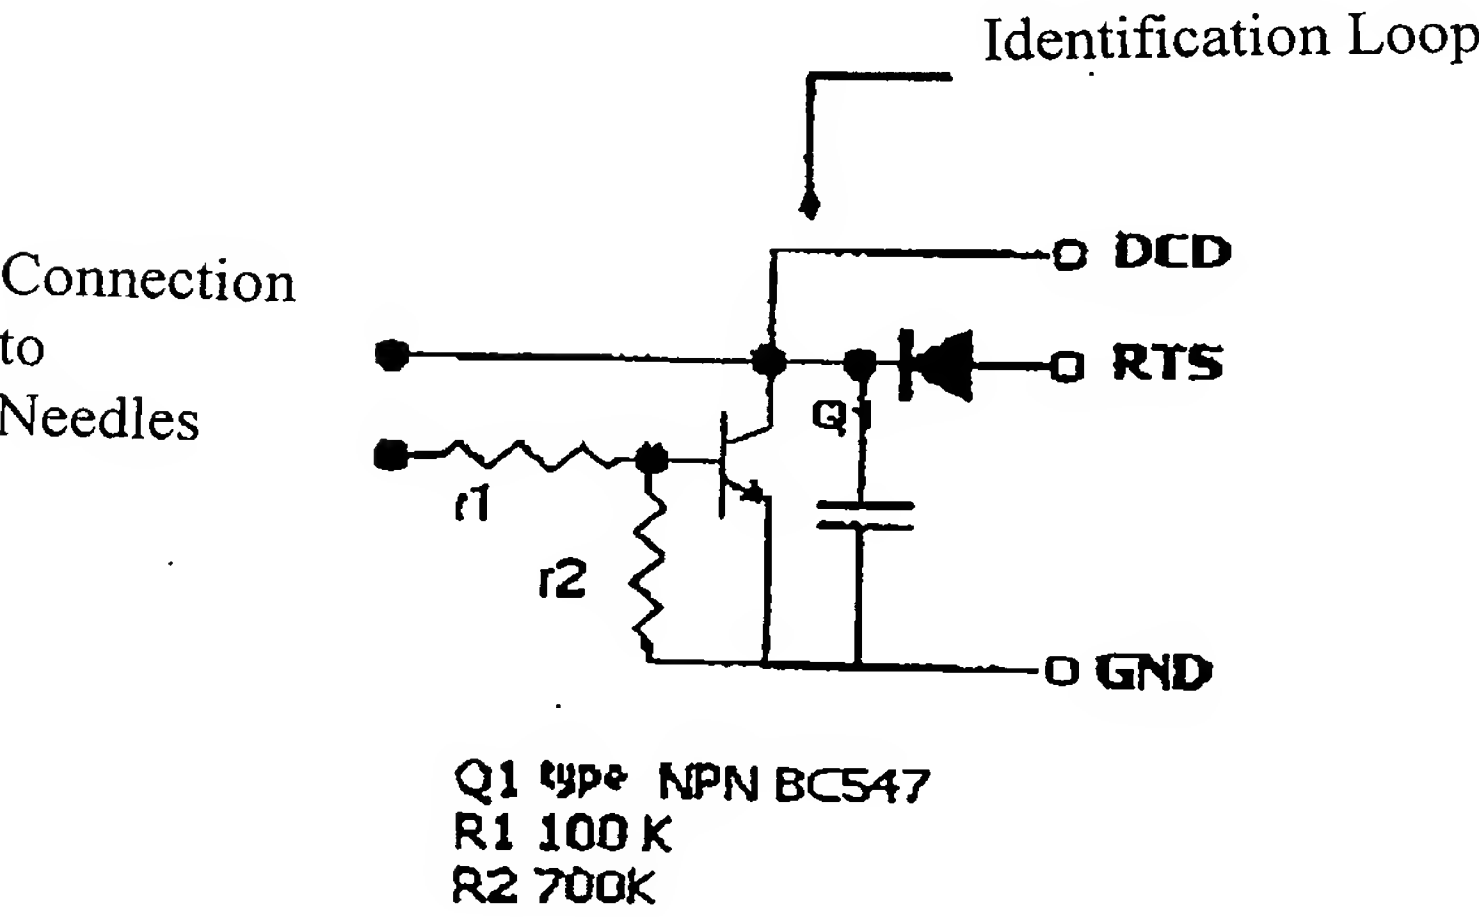 Identification Loop
DCD
Connection
to
Needles
RTS
Q1
r1
r2
GND
Q1 type NPN BC547
R1 100 K
R2 700K